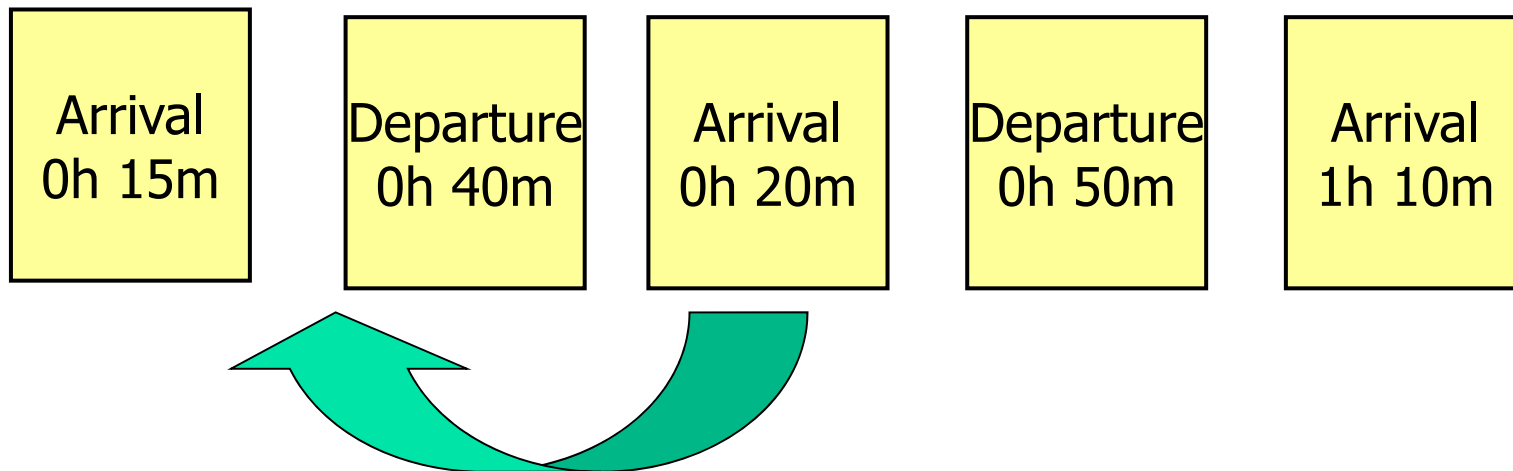 Arrival
0h 15m
Departure
0h 40m
Arrival
0h 20m
Departure
0h 50m
Arrival
1h 10m